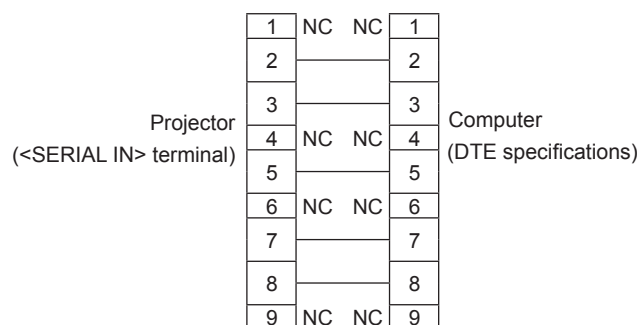 1 NC NC 1
2 2
3 3
Projector
(<SERIAL IN> terminal)
4 NC NC 4
Computer
(DTE specifications)
5 5
6 NC NC 6
7 7
8 8
9 NC NC 9